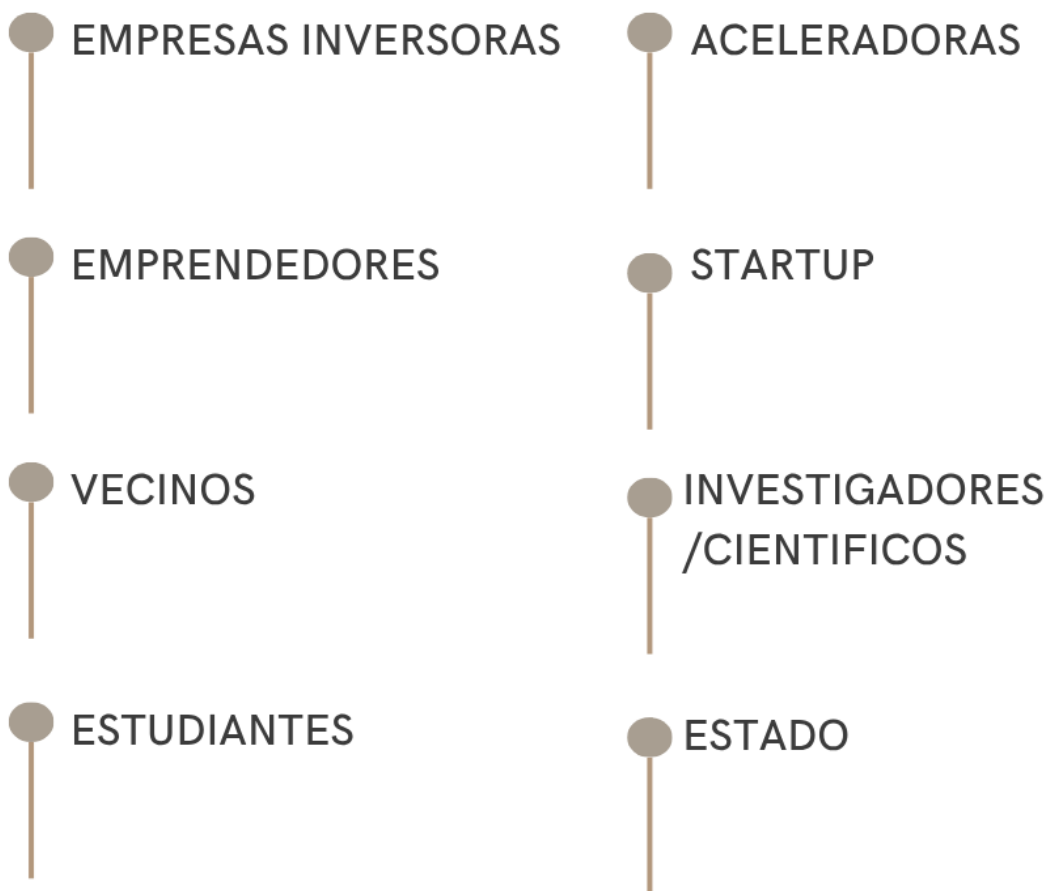 EMPRESAS INVERSORAS
ACELERADORAS
EMPRENDEDORES
STARTUP
VECINOS
INVESTIGADORES
/CIENTIFICOS
ESTUDIANTES
ESTADO